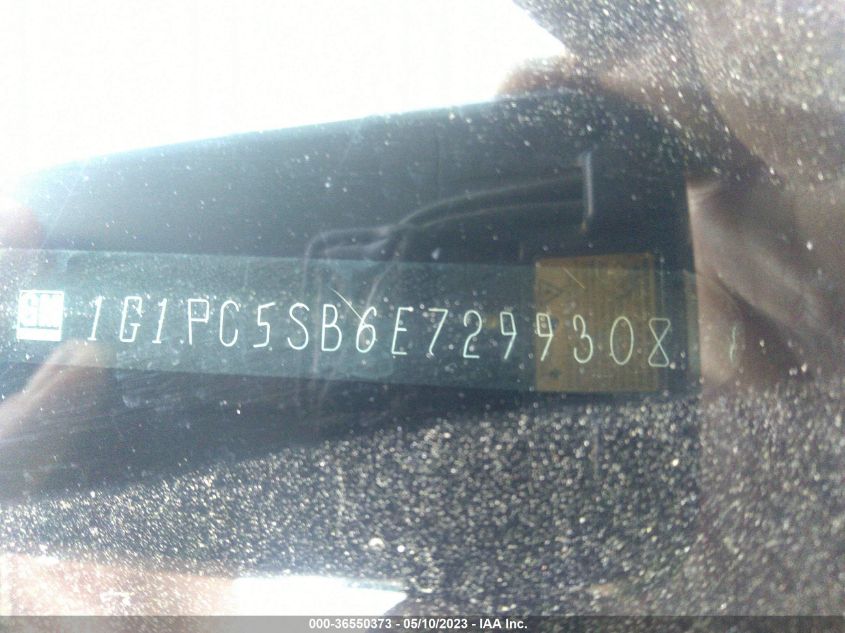 GM 1G1PC5SB6E7299308
000-36550373 - 05/10/2023 - IAA Inc.